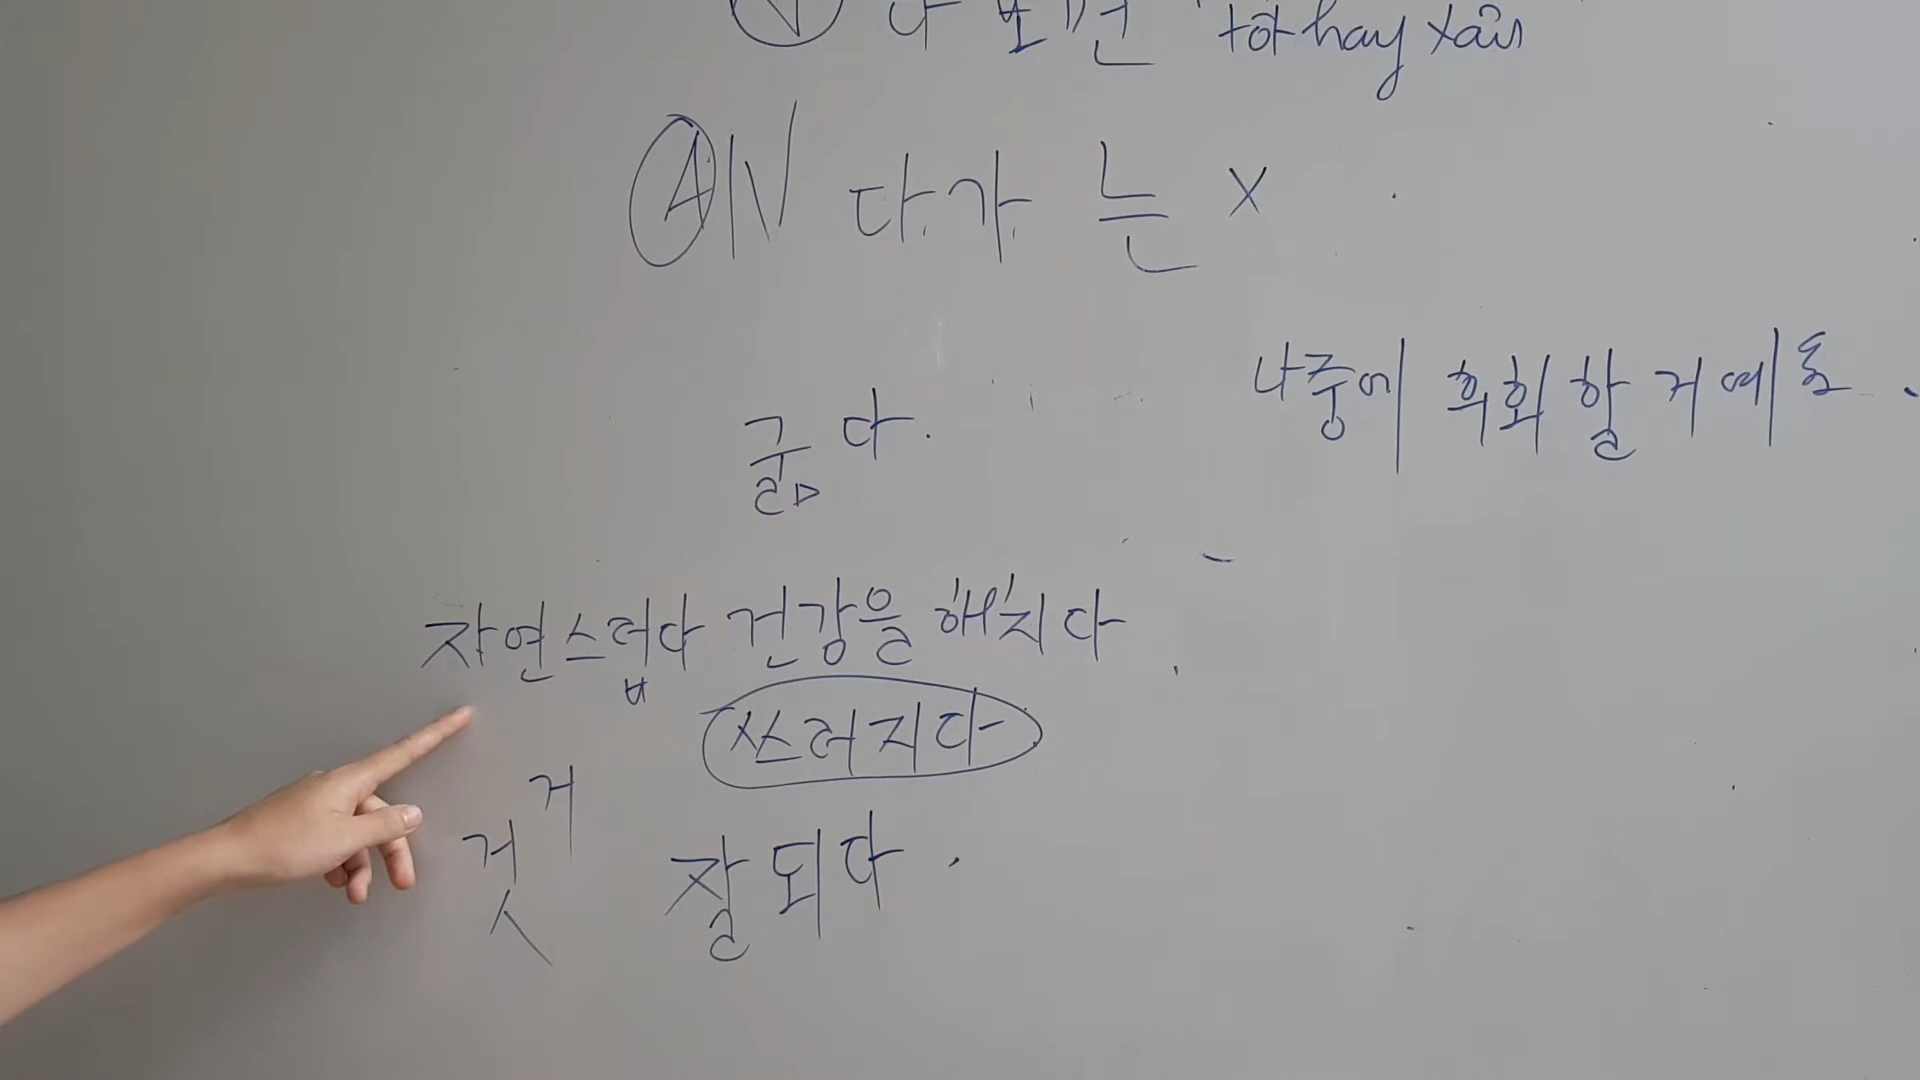 Ⓥ 다 보면 tốt hay xấu
Ⓐ/V 다가 는 X
나중에 후회 할 거예요.
굶다.
자연스럽다 건강을 해치다
쓰러지다
거
것
잘되다.